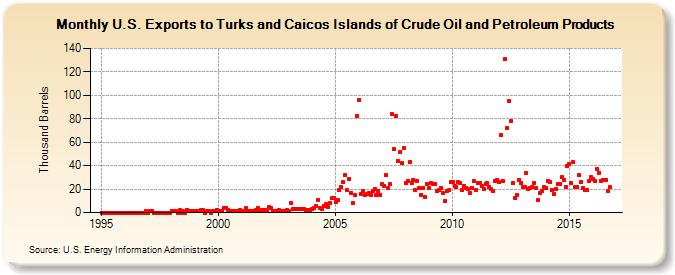 Monthly U.S. Exports to Turks and Caicos Islands of Crude Oil and Petroleum Products
Thousand Barrels
140
120
100
80
60
40
20
0
1995 2000 2005 2010 2015
Source: U.S. Energy Information Administration